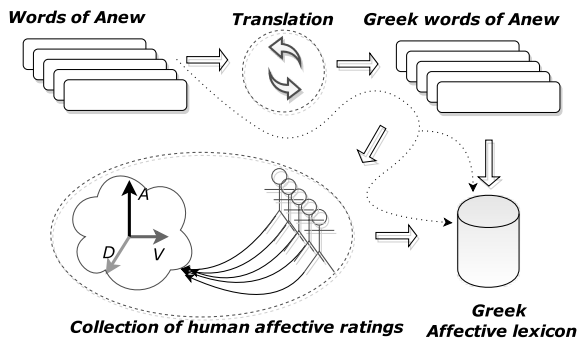 Words of Anew
Translation
Greek words of Anew
A
D
V
Collection of human affective ratings
Greek
Affective lexicon